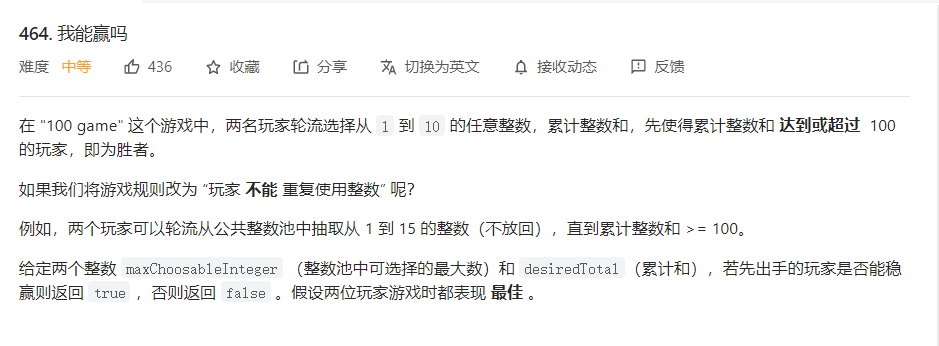 464. 我能赢吗
难度 中等 436 收藏 分享 切换为英文 接收动态 反馈
在 "100 game" 这个游戏中，两名玩家轮流选择从 1 到 10 的任意整数，累计整数和，先使得累计整数和 达到或超过 100
的玩家，即为胜者。
如果我们将游戏规则改为 “玩家 不能 重复使用整数” 呢？
例如，两个玩家可以轮流从公共整数池中抽取从 1 到 15 的整数（不放回），直到累计整数和 >= 100。
给定两个整数 maxChoosableInteger （整数池中可选择的最大数）和 desiredTotal（累计和），若先出手的玩家是否能稳
赢则返回 true ，否则返回 false 。假设两位玩家游戏时都表现 最佳 。